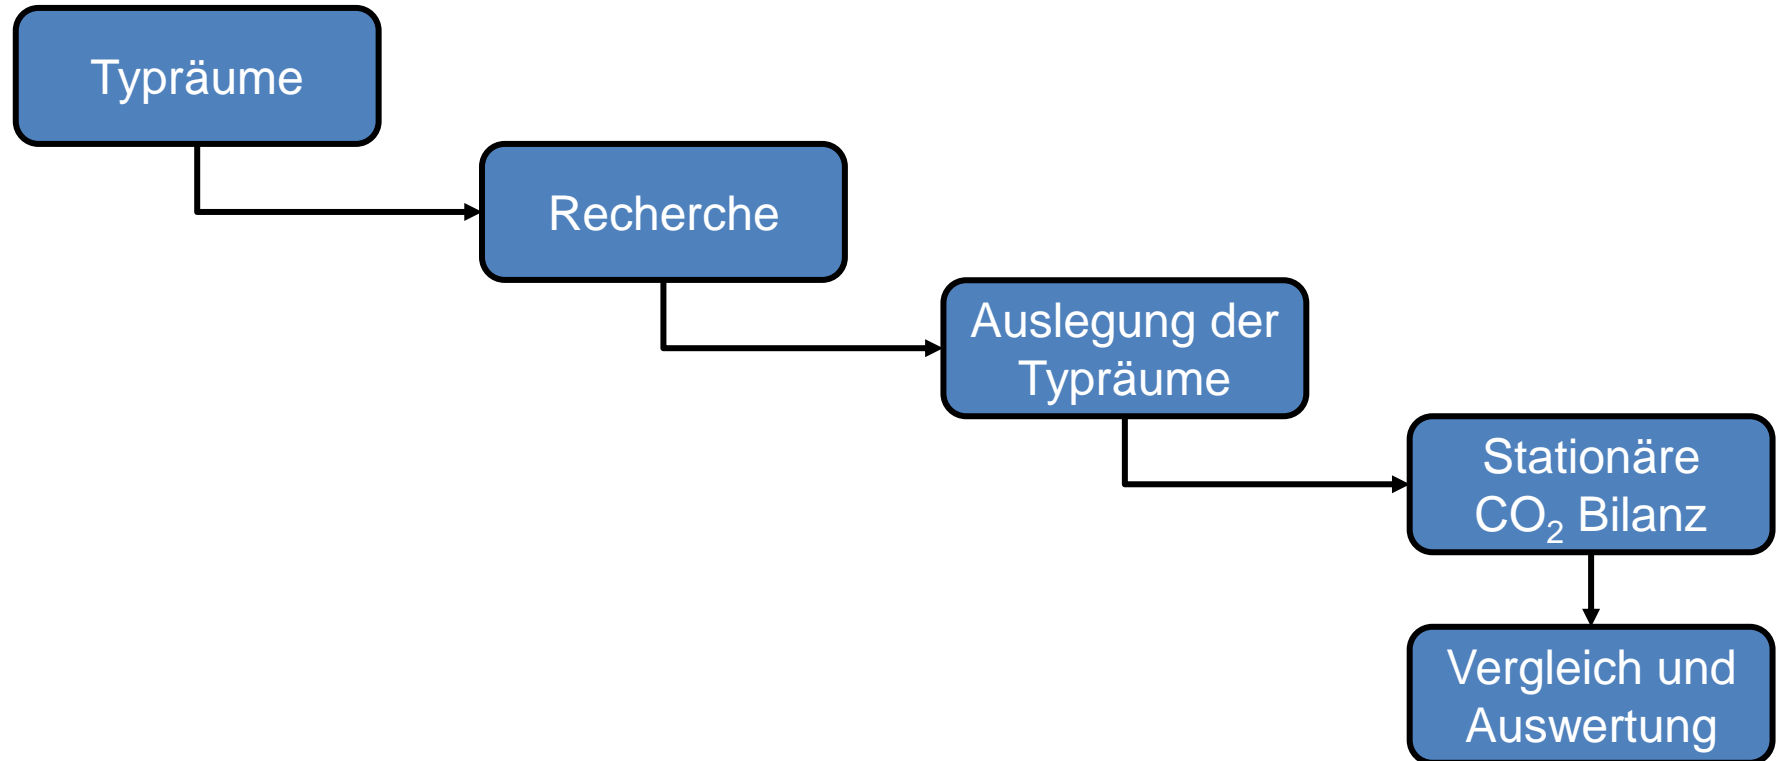 Typräume
Recherche
Auslegung der
Typräume
Stationäre
CO₂ Bilanz
Vergleich und
Auswertung